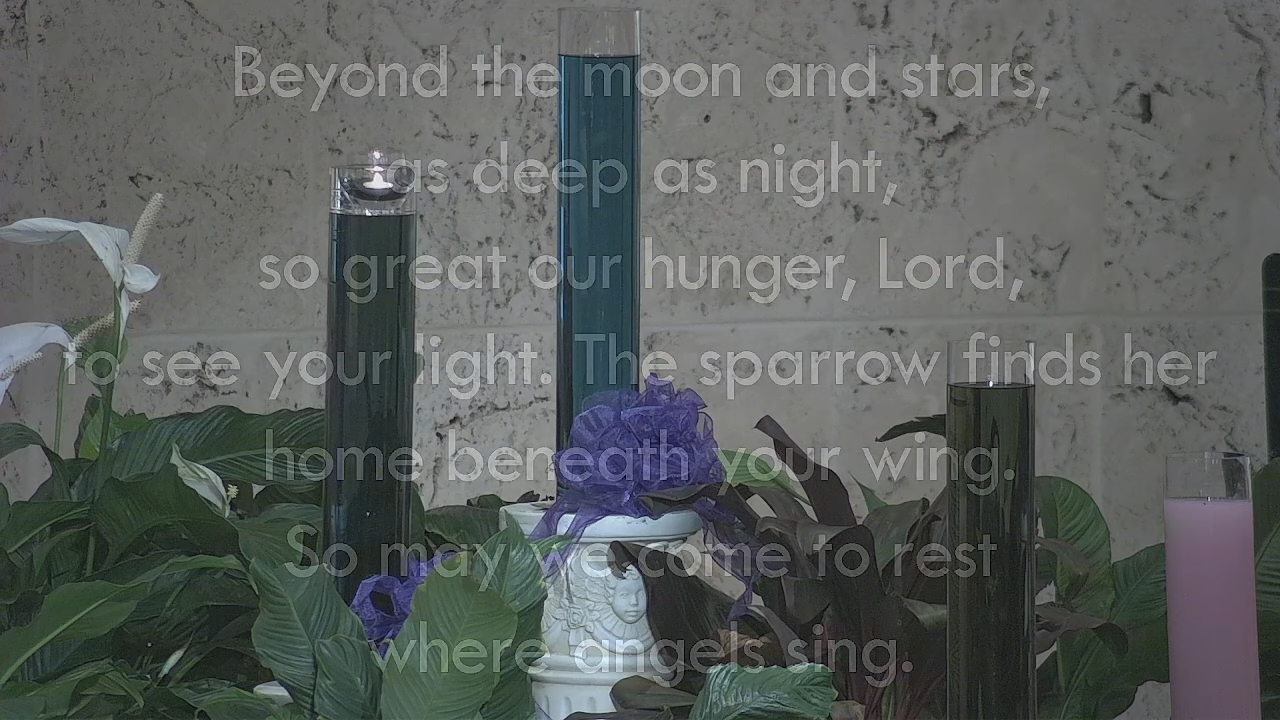 Beyond the moon and stars,
as deep as night,
so great our hunger, Lord,
to see your light. The sparrow finds her
home beneath your wing.
So may we come to rest
where angels sing.